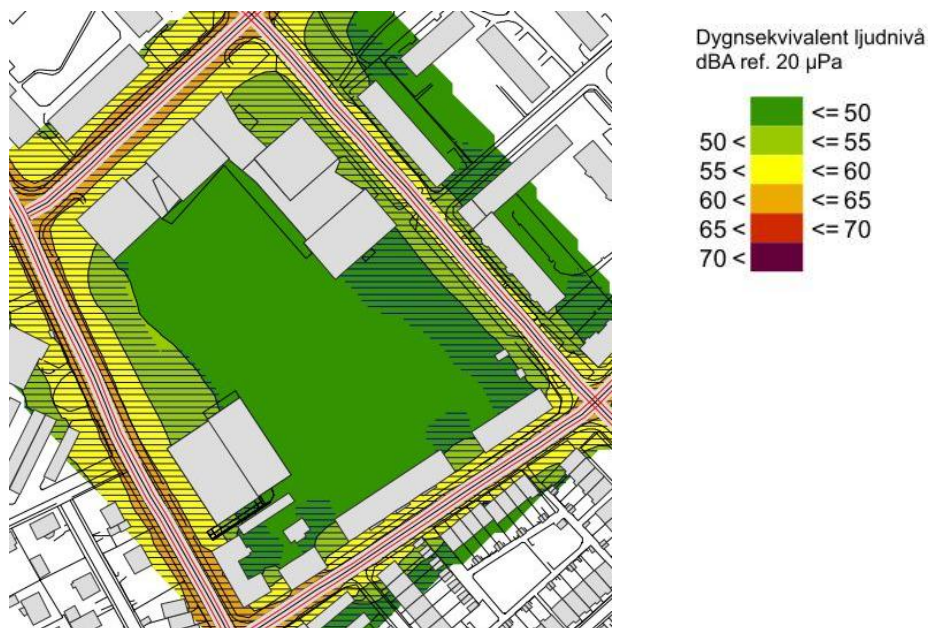 Dygnsekvivalent ljudnivå
dBA ref. 20 µPa
<= 50
50 < <= 55
55 < <= 60
60 < <= 65
65 < <= 70
70 <